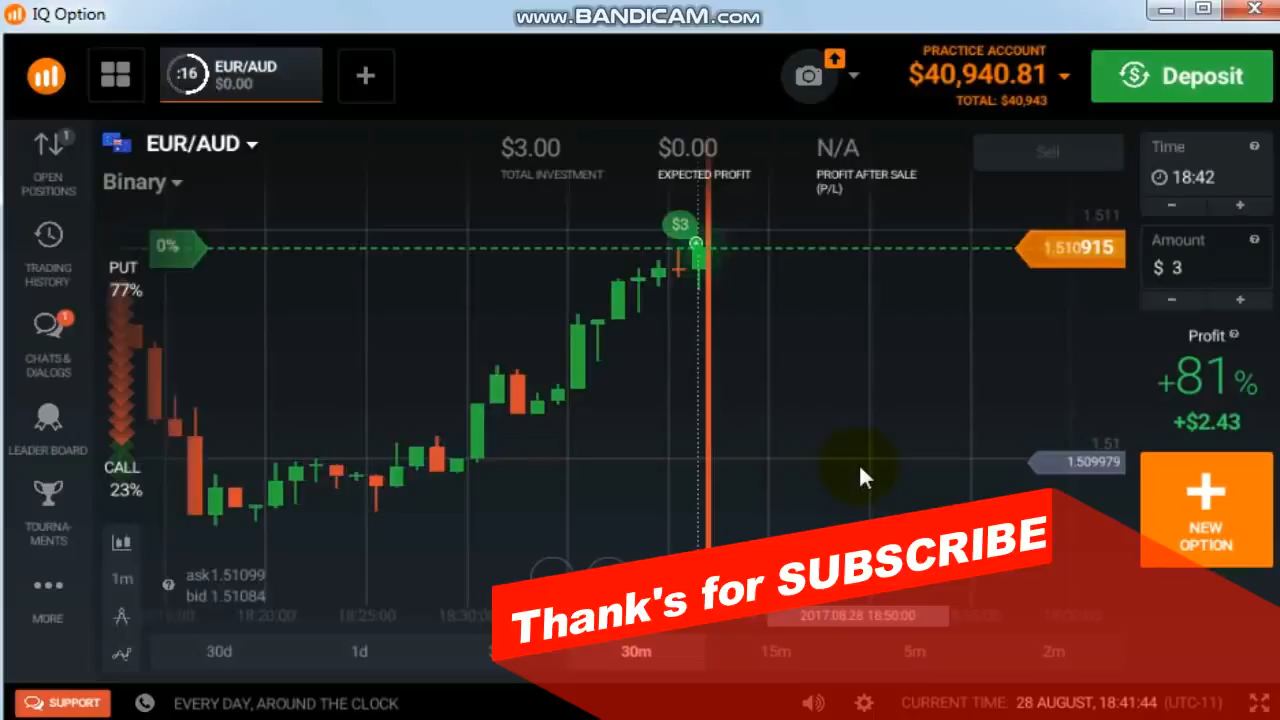 IQ Option
www.BANDICAM.com
:16
EUR/AUD
$0.00
PRACTICE ACCOUNT
$40,940.81
TOTAL: $40,943
Deposit
1
OPEN
POSITIONS
TRADING
HISTORY
1
CHATS &
DIALOGS
LEADER BOARD
TOURNA-
MENTS
MORE
EUR/AUD
Binary
$3.00
TOTAL INVESTMENT
$0.00
EXPECTED PROFIT
N/A
PROFIT AFTER SALE
(P/L)
Sell
0%
$3
PUT
77%
CALL
23%
1.511
1.510915
1.51
1.509979
1m
ask1.51099
bid 1.51084
18:20:00
18:25:00
18:30:00
2017.08.28 18:50:00
30d
1d
30m
15m
5m
2m
Time
18:42
Amount
$ 3
Profit
+81%
+$2.43
NEW
OPTION
Thank's for SUBSCRIBE
SUPPORT
EVERY DAY, AROUND THE CLOCK
CURRENT TIME: 28 AUGUST, 18:41:44 (UTC-11)